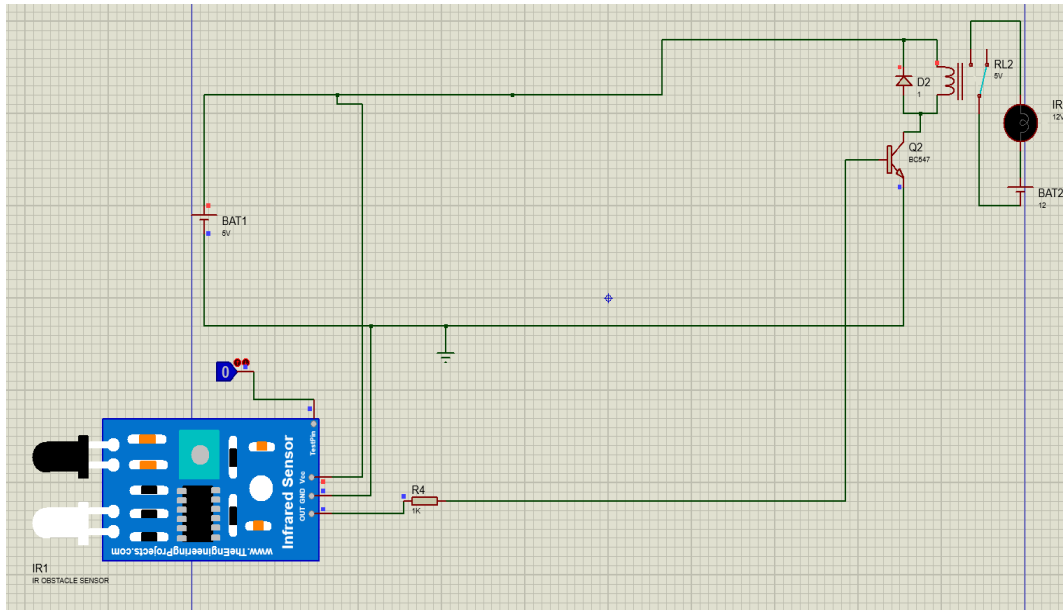 RL2
5V
D2
1
IR
12V
Q2
BC547
BAT2
12
BAT1
5V
0
TestPin
Infrared Sensor
OUT GND Vcc
www.TheEngineeringProjects.com
R4
1K
IR1
IR OBSTACLE SENSOR